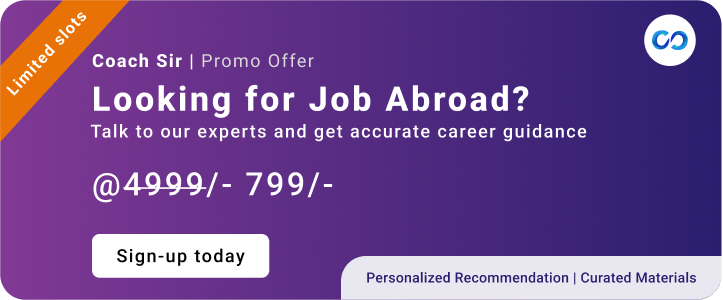 Limited slots
Coach Sir | Promo Offer
Looking for Job Abroad?
Talk to our experts and get accurate career guidance
@4999/- 799/-
Sign-up today
Personalized Recommendation | Curated Materials